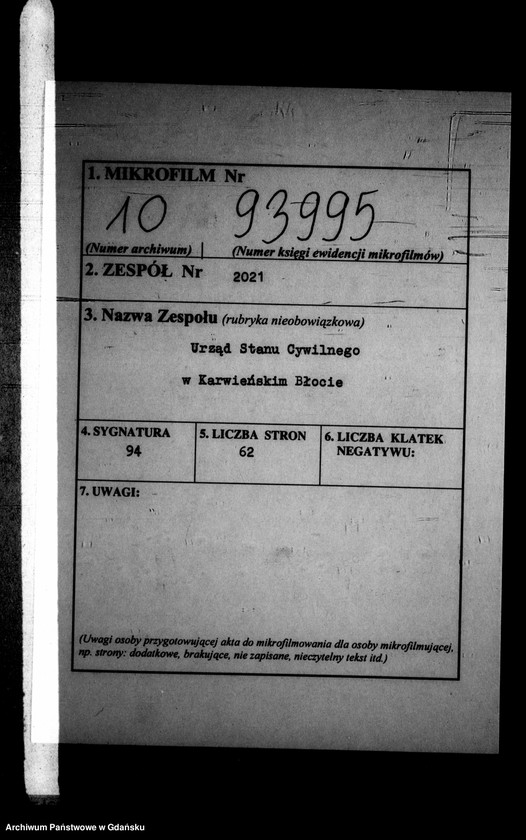 1. MIKROFILM Nr
10 93995
(Numer archiwum) (Numer księgi ewidencji mikrofilmów)
2. ZESPÓŁ Nr 2021
3. Nazwa Zespołu (rubryka nieobowiązkowa)
Urząd Stanu Cywilnego
w Karwieńskim Błocie
4. SYGNATURA 5. LICZBA STRON 6. LICZBA KLATEK
NEGATYWU:
94 62
7. UWAGI:
(Uwagi osoby przygotowującej akta do mikrofilmowania dla osoby mikrofilmującej,
np. strony: dodatkowe, brakujące, nie zapisane, nieczytelny tekst itd.)
Archiwum Państwowe w Gdańsku